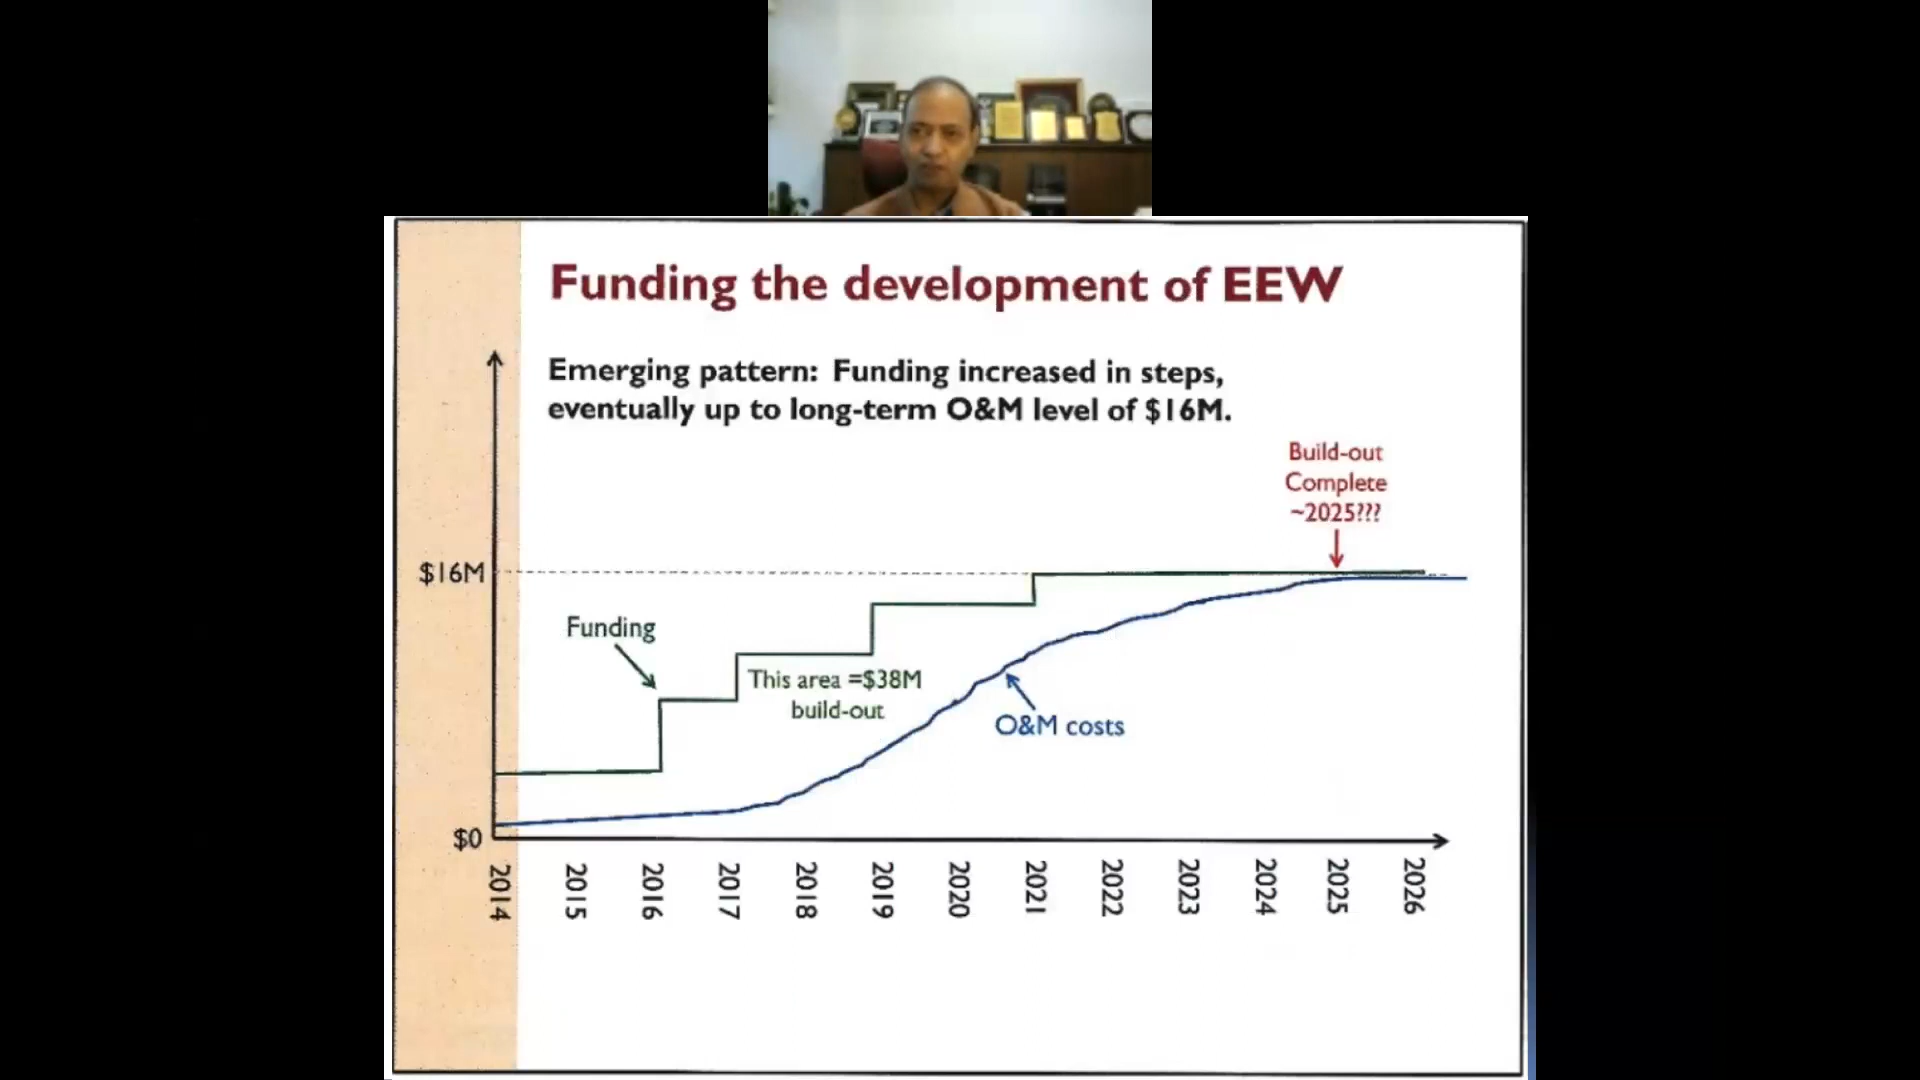 Funding the development of EEW
Emerging pattern: Funding increased in steps,
eventually up to long-term O&M level of $16M.
Build-out
Complete
~2025???
$16M
Funding
This area =$38M
build-out
O&M costs
$0
2014
2015
2016
2017
2018
2019
2020
2021
2022
2023
2024
2025
2026